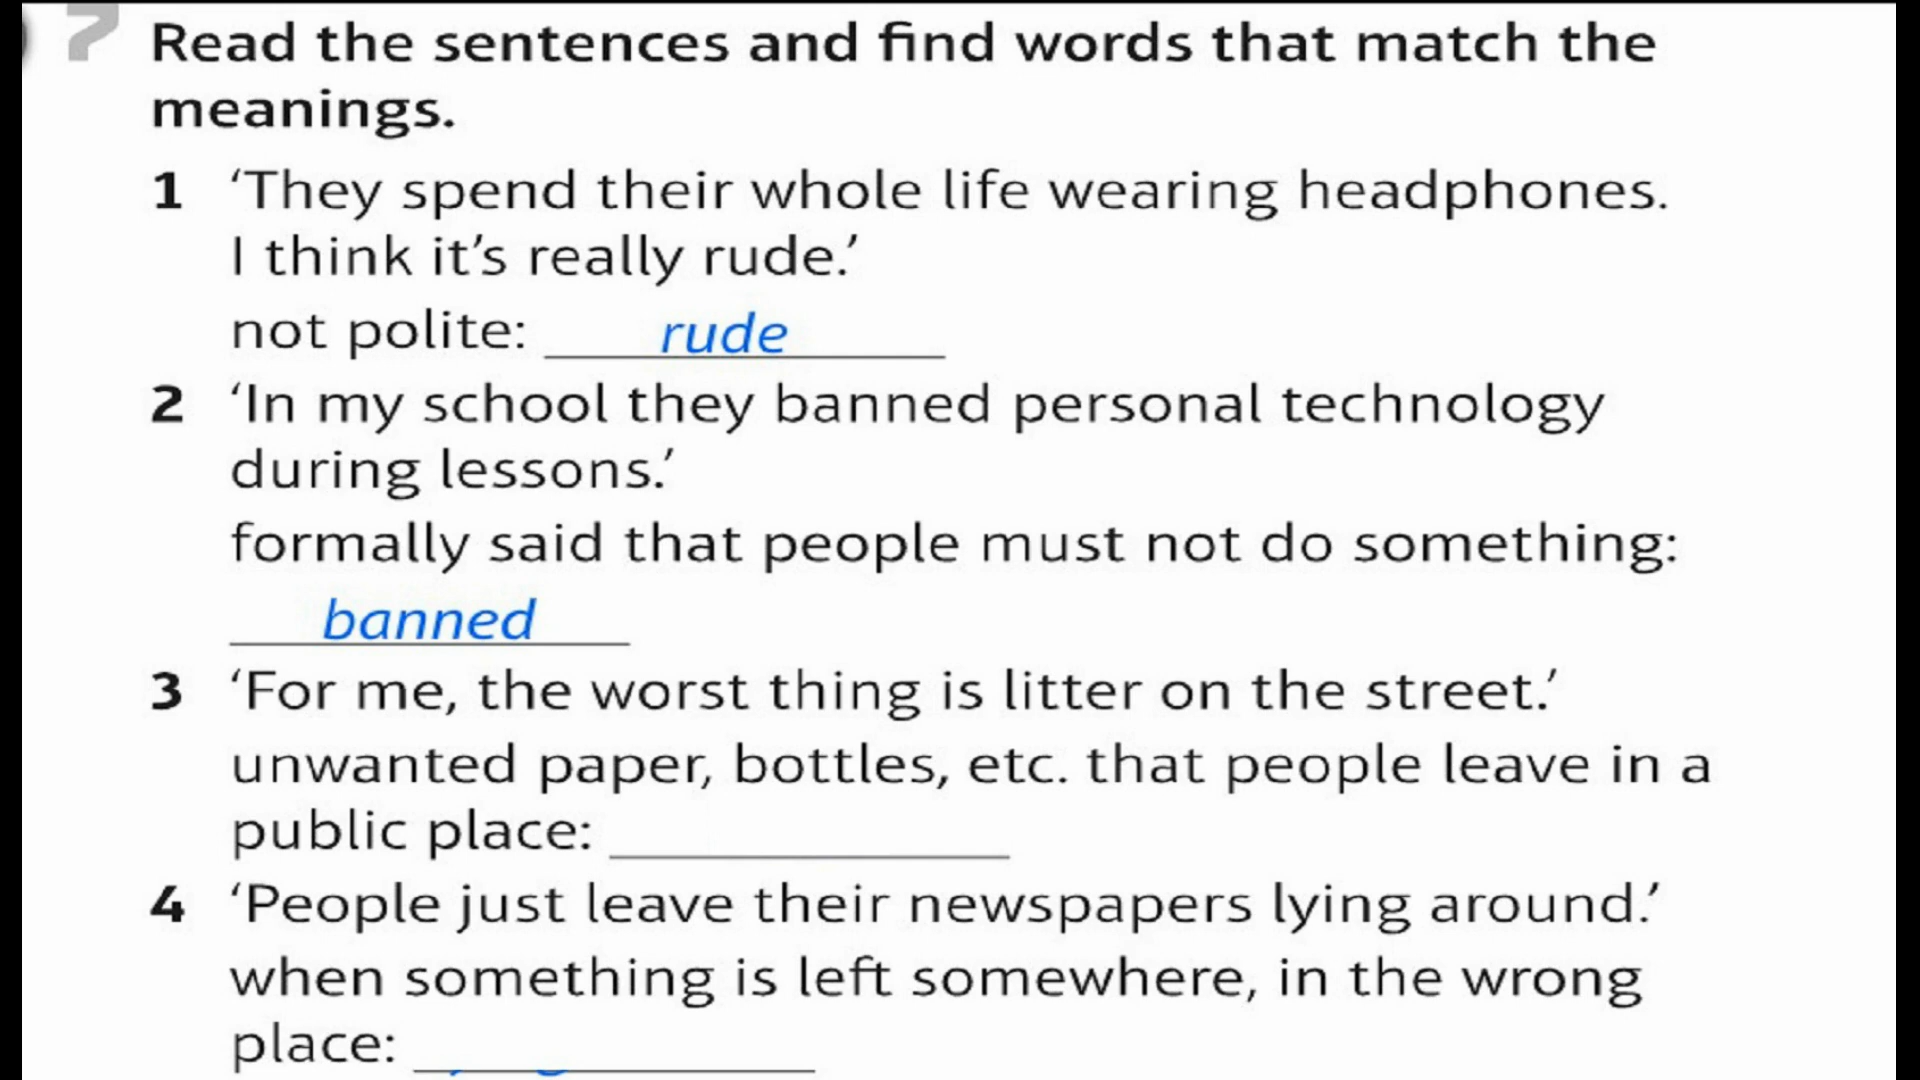 Read the sentences and find words that match the
meanings.
1 ‘They spend their whole life wearing headphones.
I think it’s really rude.’
not polite: rude
2 ‘In my school they banned personal technology
during lessons.’
formally said that people must not do something:
banned
3 ‘For me, the worst thing is litter on the street.’
unwanted paper, bottles, etc. that people leave in a
public place:
4 ‘People just leave their newspapers lying around.’
when something is left somewhere, in the wrong
place: